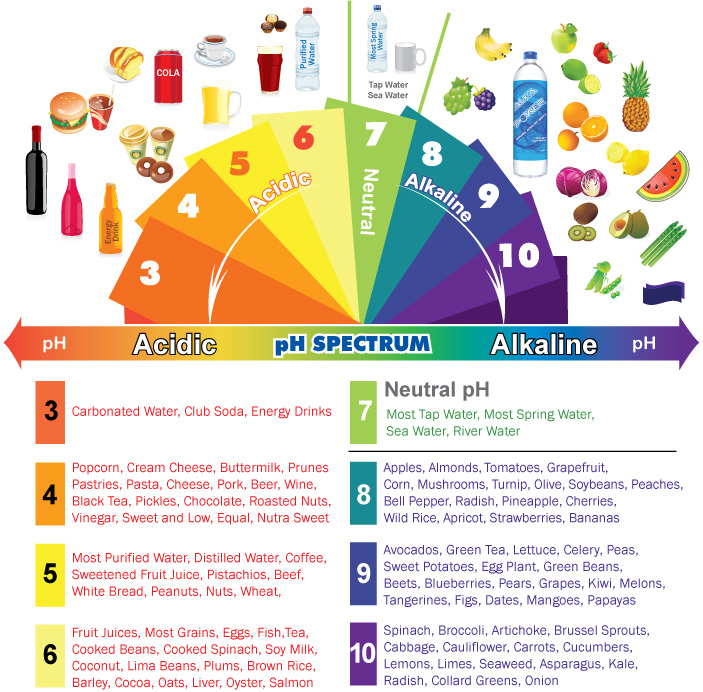 Purified
Water
Most Spring
Water
COLA
Tap Water
Sea Water
Energy
Drink
3
4
5
6
7
8
9
10
Acidic
Neutral
Alkaline
pH
Acidic
pH SPECTRUM
Alkaline
pH
3
Carbonated Water, Club Soda, Energy Drinks
4
Popcorn, Cream Cheese, Buttermilk, Prunes
Pastries, Pasta, Cheese, Pork, Beer, Wine,
Black Tea, Pickles, Chocolate, Roasted Nuts,
Vinegar, Sweet and Low, Equal, Nutra Sweet
5
Most Purified Water, Distilled Water, Coffee,
Sweetened Fruit Juice, Pistachios, Beef,
White Bread, Peanuts, Nuts, Wheat,
6
Fruit Juices, Most Grains, Eggs, Fish,Tea,
Cooked Beans, Cooked Spinach, Soy Milk,
Coconut, Lima Beans, Plums, Brown Rice,
Barley, Cocoa, Oats, Liver, Oyster, Salmon
7
Neutral pH
Most Tap Water, Most Spring Water,
Sea Water, River Water
8
Apples, Almonds, Tomatoes, Grapefruit,
Corn, Mushrooms, Turnip, Olive, Soybeans, Peaches,
Bell Pepper, Radish, Pineapple, Cherries,
Wild Rice, Apricot, Strawberries, Bananas
9
Avocados, Green Tea, Lettuce, Celery, Peas,
Sweet Potatoes, Egg Plant, Green Beans,
Beets, Blueberries, Pears, Grapes, Kiwi, Melons,
Tangerines, Figs, Dates, Mangoes, Papayas
10
Spinach, Broccoli, Artichoke, Brussel Sprouts,
Cabbage, Cauliflower, Carrots, Cucumbers,
Lemons, Limes, Seaweed, Asparagus, Kale,
Radish, Collard Greens, Onion